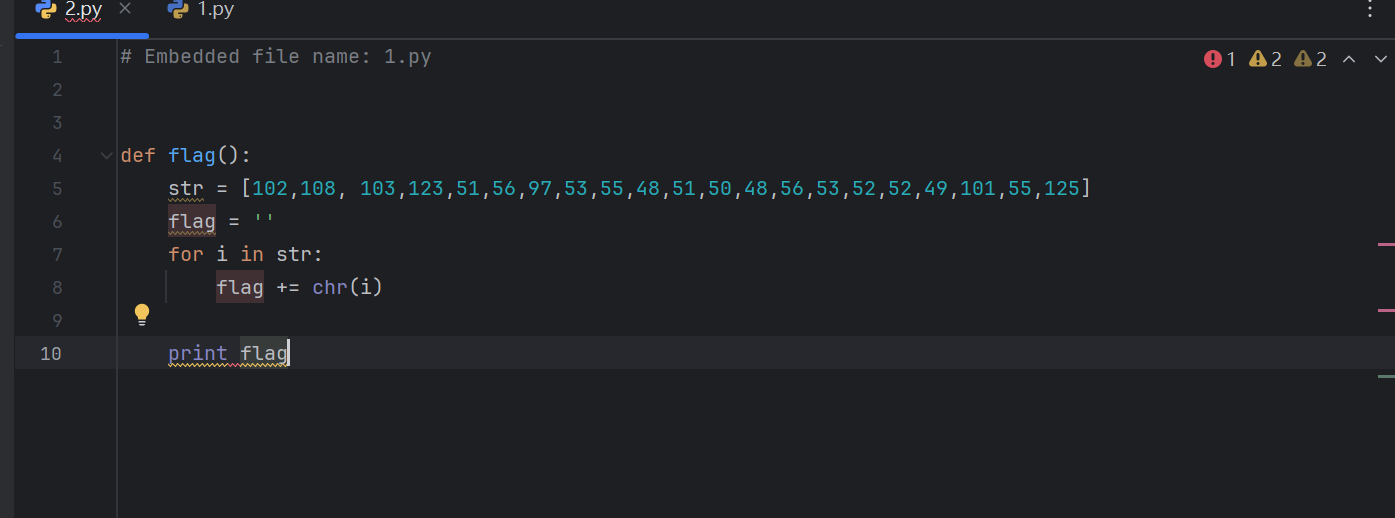 2.py 1.py
1 # Embedded file name: 1.py 1 2 2
2
3
4 def flag():
5 str = [102,108, 103,123,51,56,97,53,55,48,51,50,48,56,53,52,52,49,101,55,125]
6 flag = ''
7 for i in str:
8 flag += chr(i)
9
10 print flag